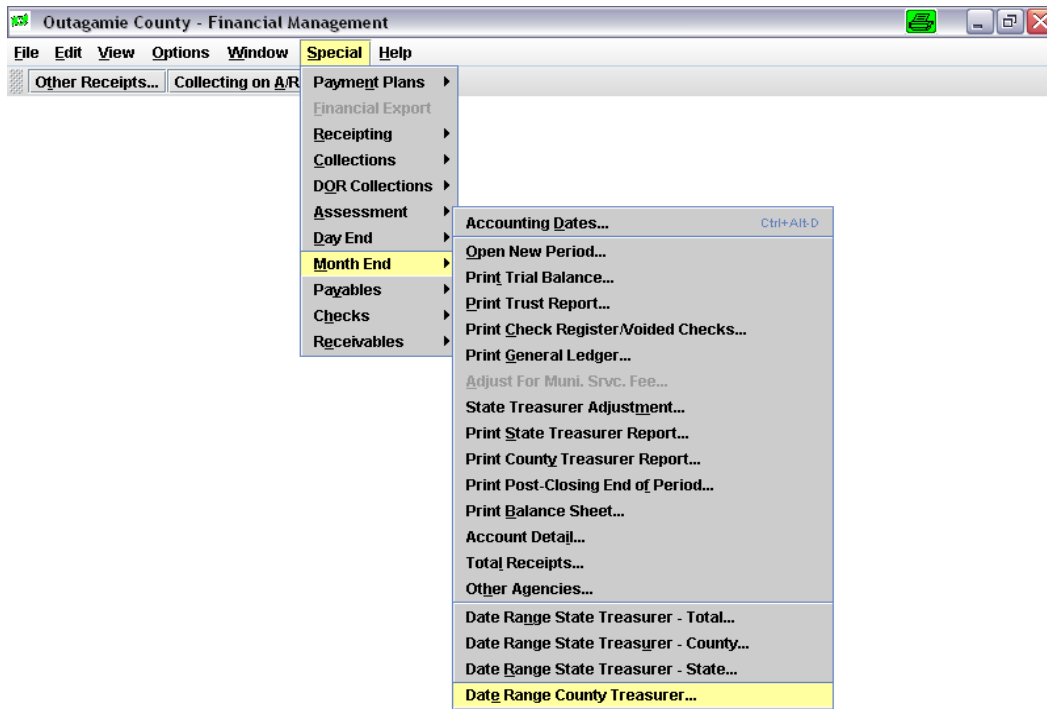 Outagamie County - Financial Management
File Edit View Options Window Special Help
Other Receipts... Collecting on A/R
Payment Plans
Financial Export
Receipting
Collections
DOR Collections
Assessment
Day End
Month End
Payables
Checks
Receivables
Accounting Dates... Ctrl+Alt-D
Open New Period...
Print Trial Balance...
Print Trust Report...
Print Check Register/Voided Checks...
Print General Ledger...
Adjust For Muni. Srvc. Fee...
State Treasurer Adjustment...
Print State Treasurer Report...
Print County Treasurer Report...
Print Post-Closing End of Period...
Print Balance Sheet...
Account Detail...
Total Receipts...
Other Agencies...
Date Range State Treasurer - Total...
Date Range State Treasurer - County...
Date Range State Treasurer - State...
Date Range County Treasurer...